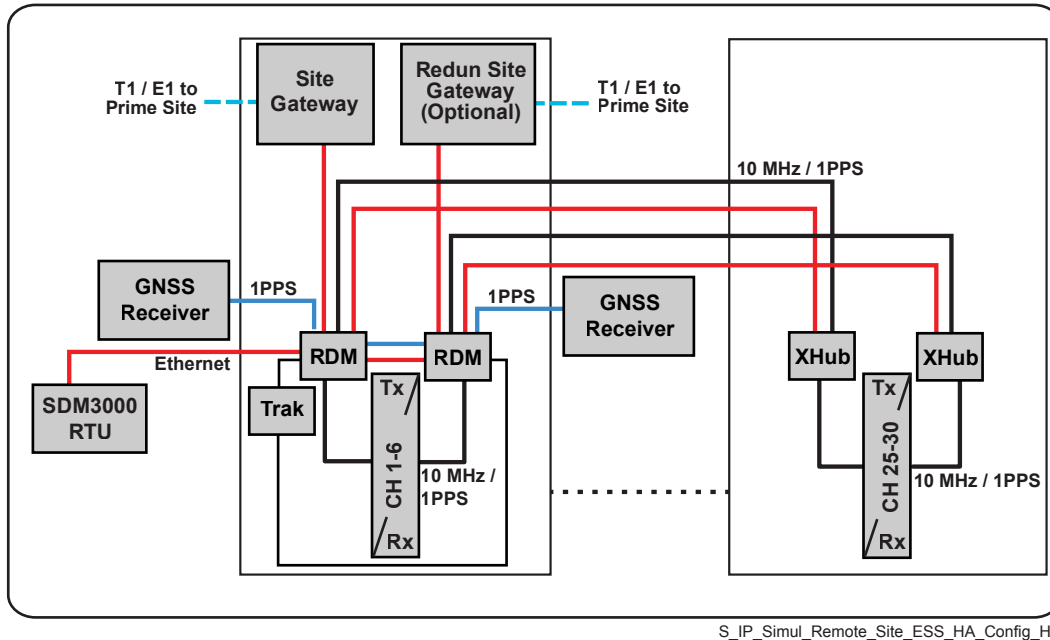 T1 / E1 to
Prime Site
Site
Gateway
Redun Site
Gateway
(Optional)
T1 / E1 to
Prime Site
10 MHz / 1PPS
GNSS
Receiver
1PPS
1PPS
GNSS
Receiver
Ethernet
RDM
RDM
XHub
XHub
SDM3000
RTU
Trak
Tx
CH 1-6
Rx
10 MHz /
1PPS
Tx
CH 25-30
Rx
10 MHz / 1PPS
S_IP_Simul_Remote_Site_ESS_HA_Config_H